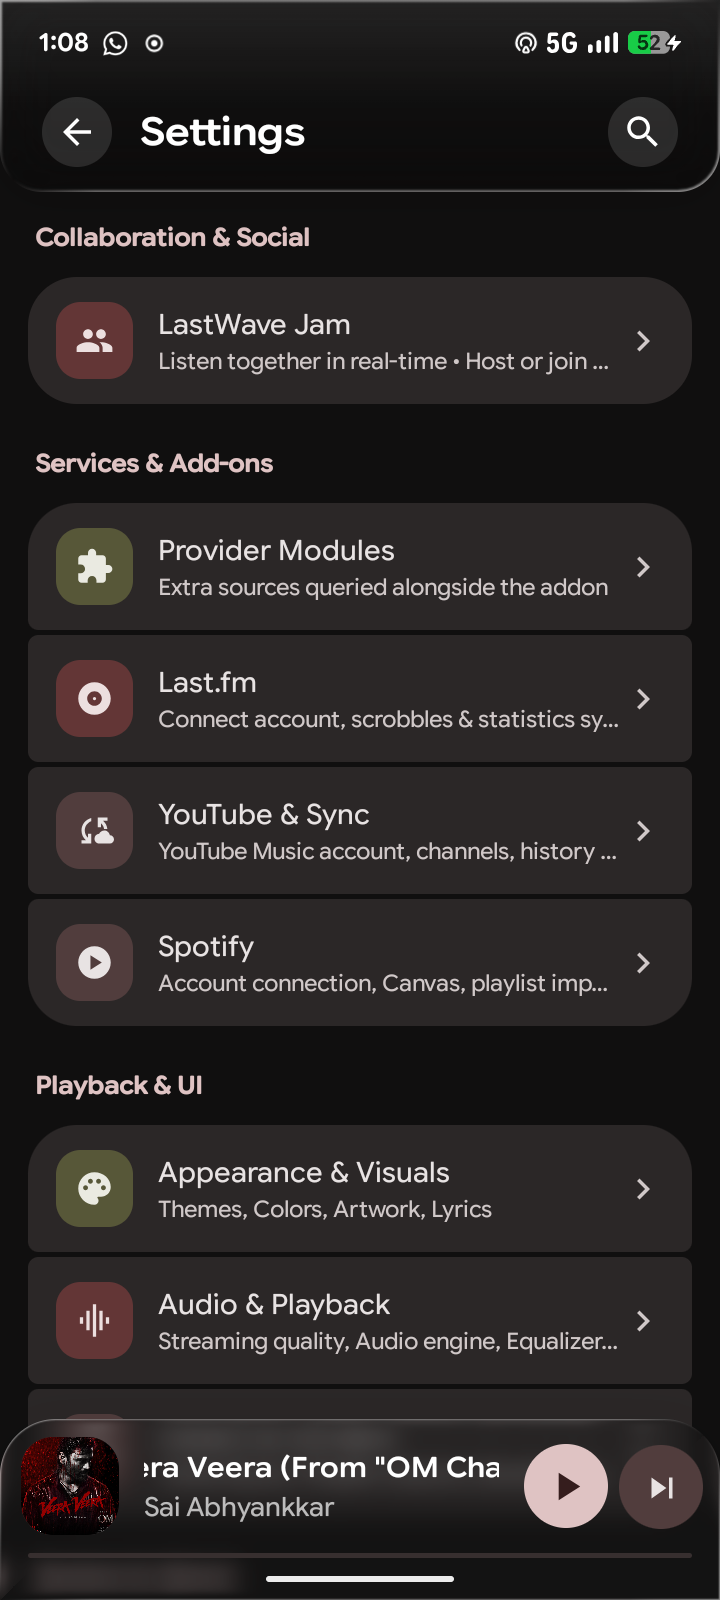 1:08
5G
52
Settings
Collaboration & Social
LastWave Jam
Listen together in real-time • Host or join ...
Services & Add-ons
Provider Modules
Extra sources queried alongside the addon
Last.fm
Connect account, scrobbles & statistics sy...
YouTube & Sync
YouTube Music account, channels, history ...
Spotify
Account connection, Canvas, playlist imp...
Playback & UI
Appearance & Visuals
Themes, Colors, Artwork, Lyrics
Audio & Playback
Streaming quality, Audio engine, Equalizer...
era Veera (From "OM Cha
Sai Abhyankkar
VEERA VEERA
OM